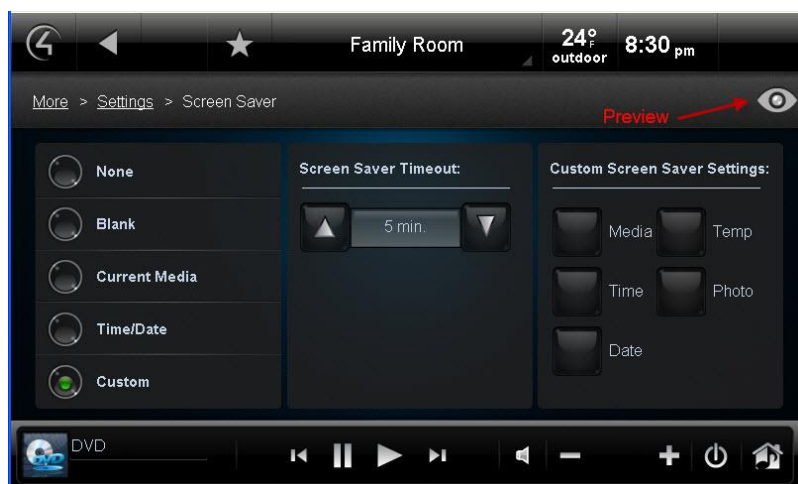 Family Room
24°F
outdoor
8:30 pm
More > Settings > Screen Saver
Preview
None
Blank
Current Media
Time/Date
Custom
Screen Saver Timeout:
5 min.
Custom Screen Saver Settings:
Media Temp
Time Photo
Date
DVD
DVD